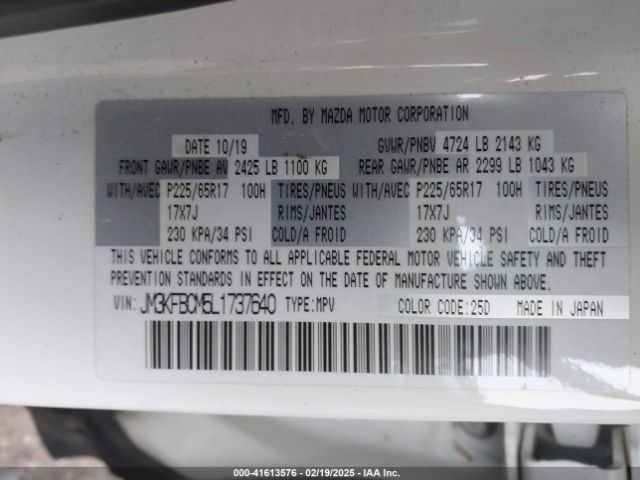 MFD. BY MAZDA MOTOR CORPORATION
DATE 10/19 GVWR/PNBV 4724 LB 2143 KG
FRONT GAWR/PNBE AV 2425 LB 1100 KG REAR GAWR/PNBE AR 2299 LB 1043 KG
WITH/AVEC P225/65R17 100H TIRES/PNEUS WITH/AVEC P225/65R17 100H TIRES/PNEUS
17X7J RIMS/JANTES 17X7J RIMS/JANTES
230 KPA/34 PSI COLD/A FROID 230 KPA/34 PSI COLD/A FROID
THIS VEHICLE CONFORMS TO ALL APPLICABLE FEDERAL MOTOR VEHICLE SAFETY AND THEFT
PREVENTION STANDARDS IN EFFECT ON THE DATE OF MANUFACTURE SHOWN ABOVE.
VIN: JM3KFBCM5L1737640 TYPE:MPV COLOR CODE:25D MADE IN JAPAN
000-41613576 - 02/19/2025 - IAA Inc.